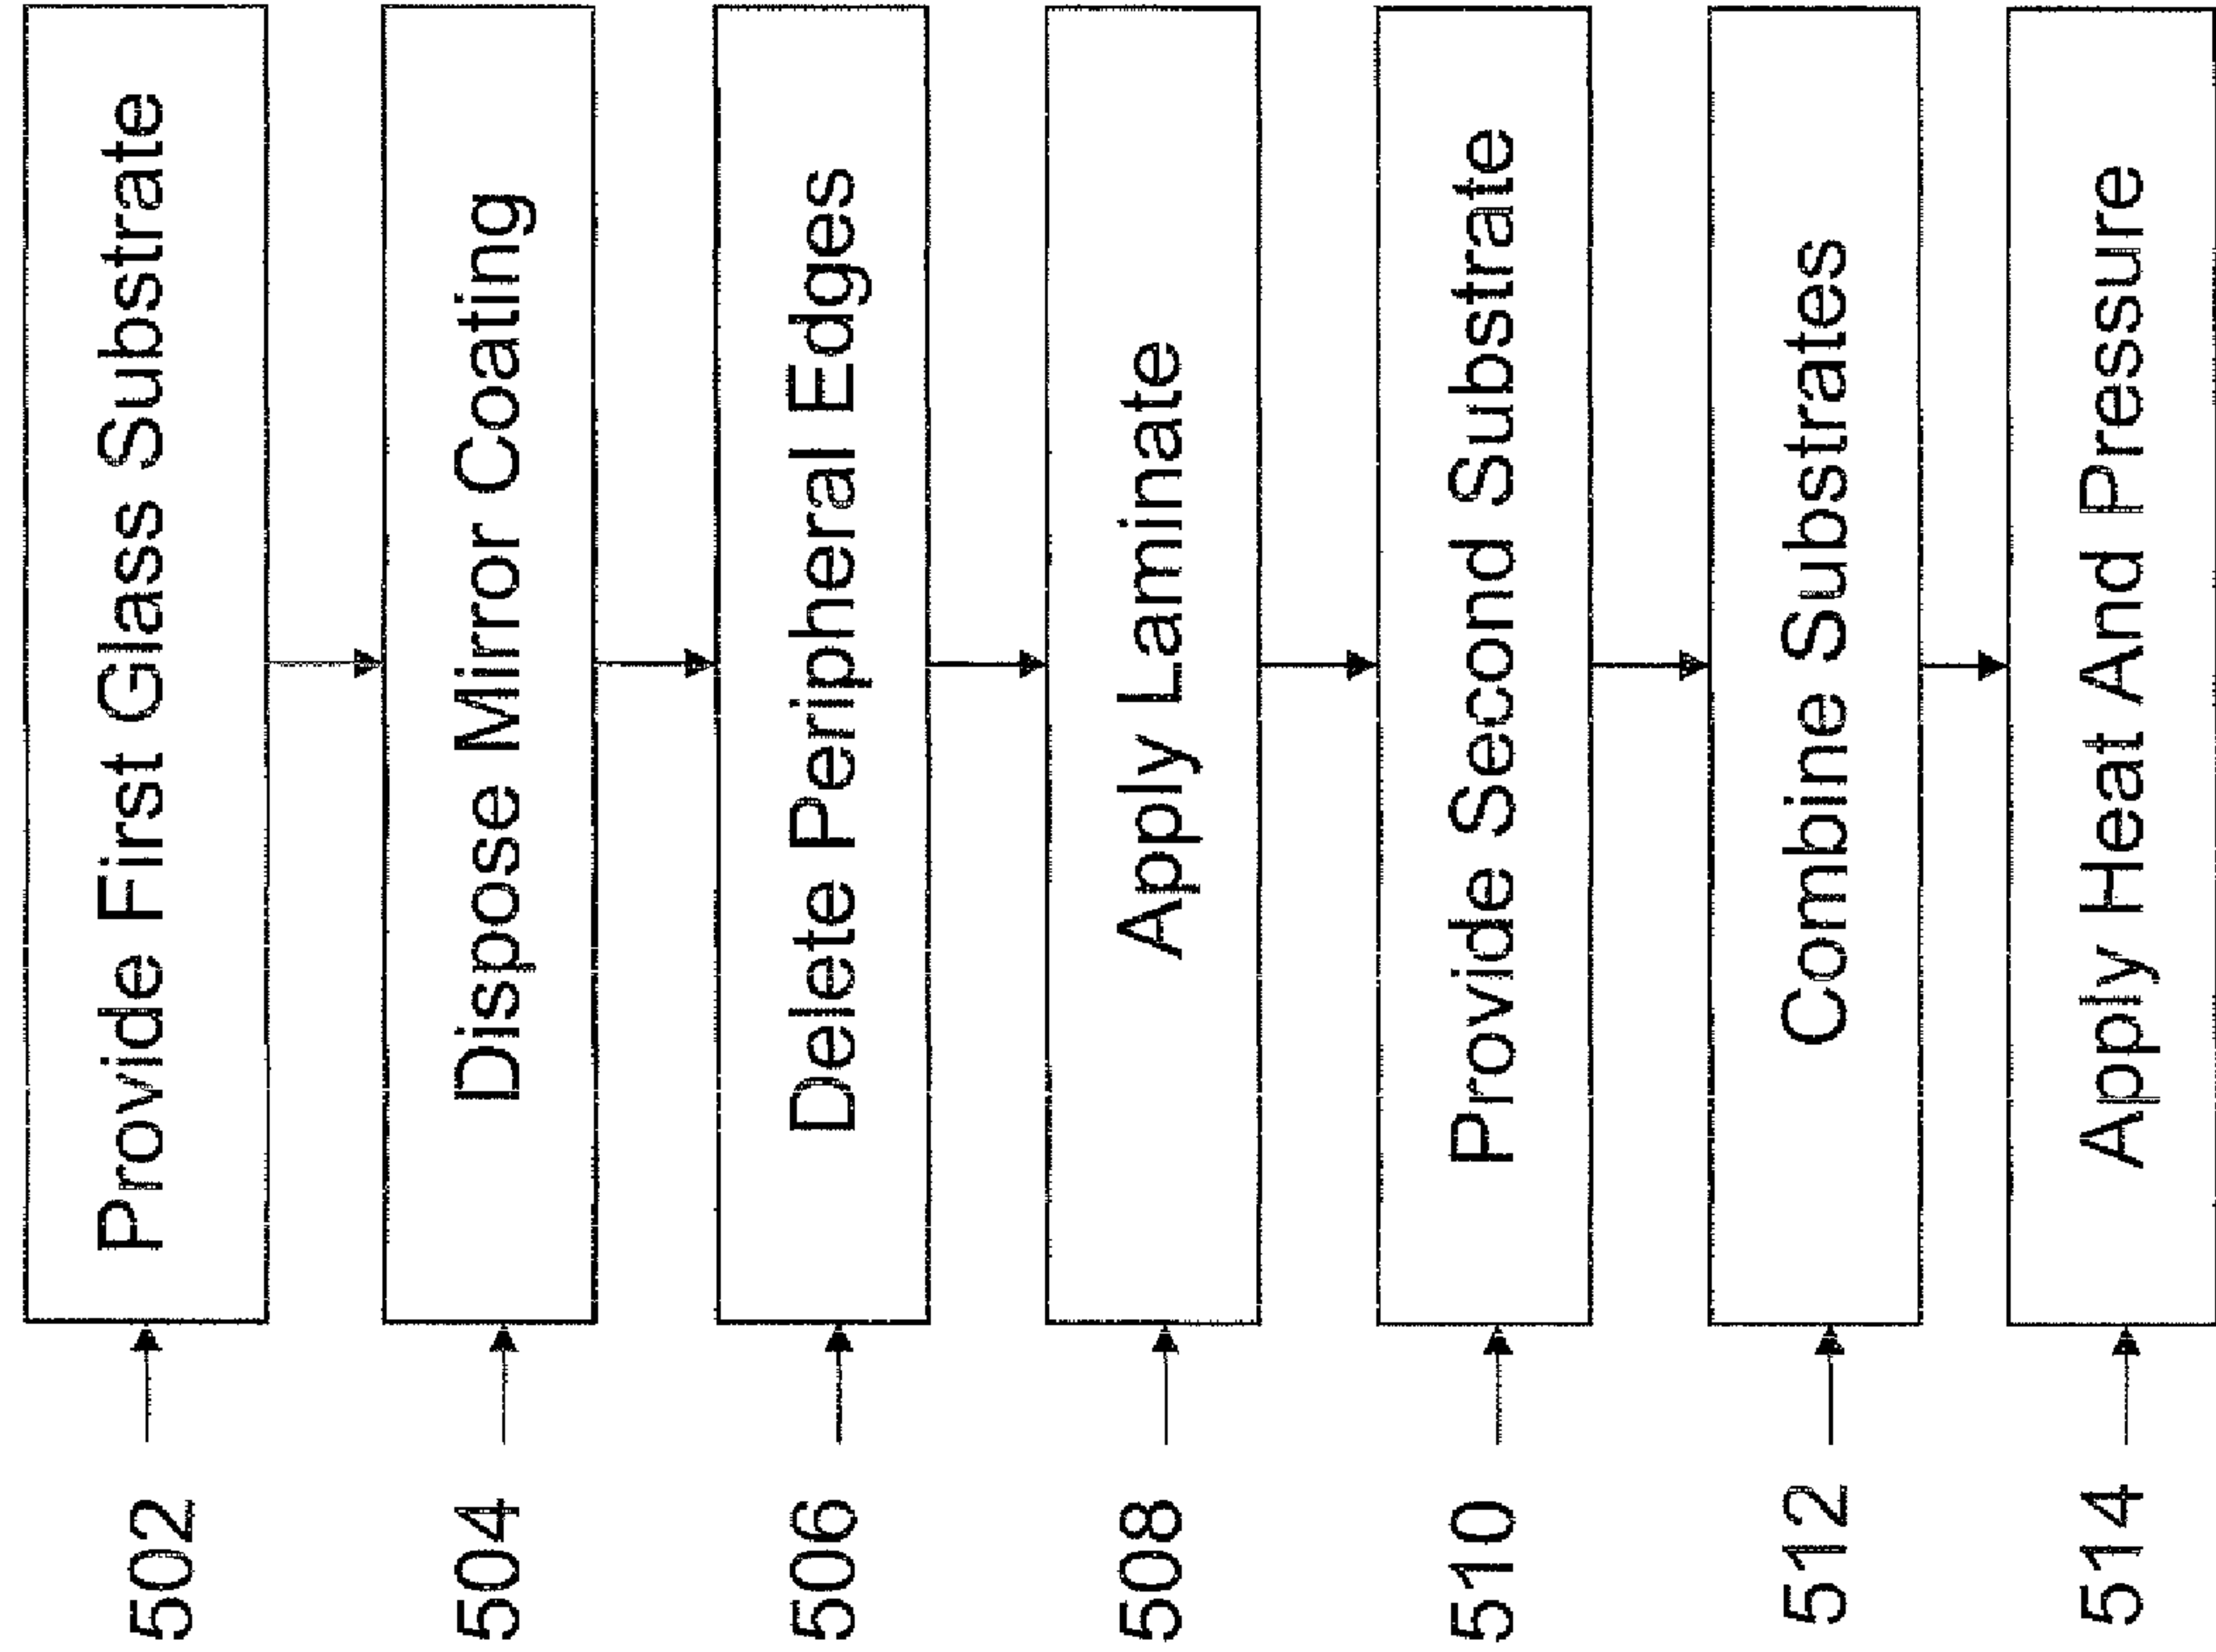 502
Provide First Glass Substrate
504
Dispose Mirror Coating
506
Delete Peripheral Edges
508
Apply Laminate
510
Provide Second Substrate
512
Combine Substrates
514
Apply Heat And Pressure